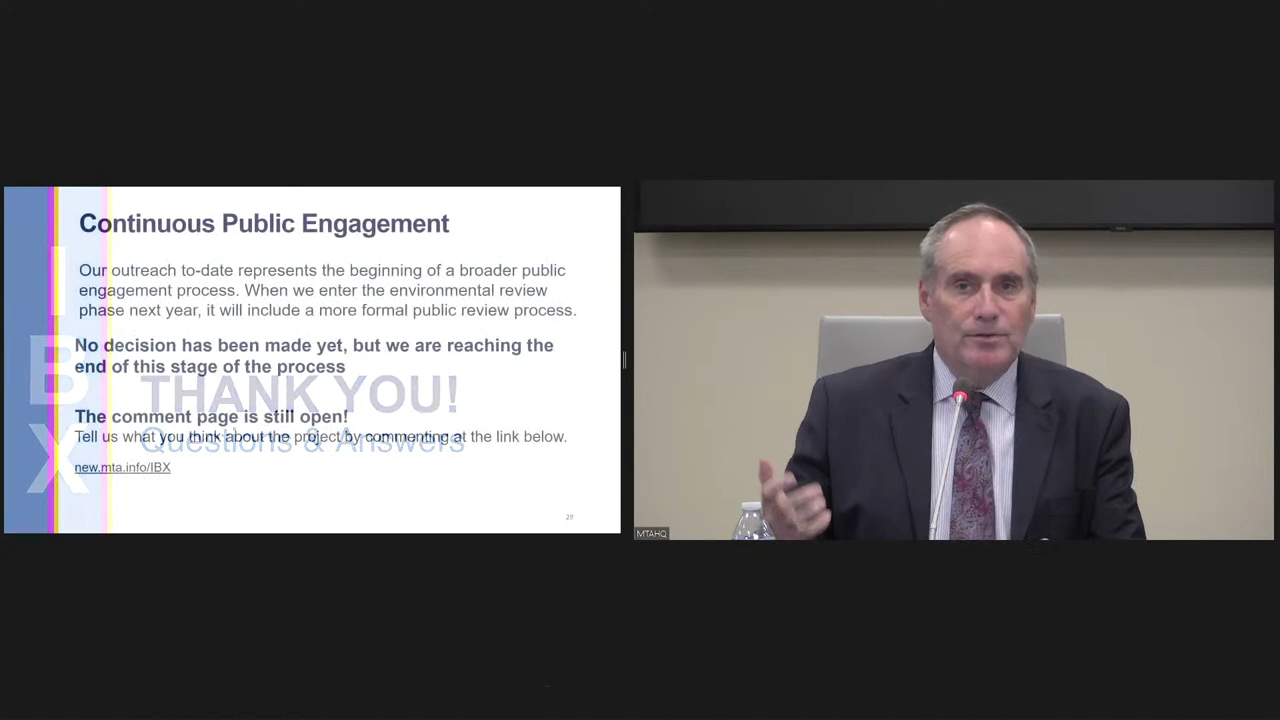 Continuous Public Engagement
Our outreach to-date represents the beginning of a broader public
engagement process. When we enter the environmental review
phase next year, it will include a more formal public review process.
No decision has been made yet, but we are reaching the
end of this stage of the process
THANK YOU!
The comment page is still open!
Questions & Answers
Tell us what you think about the project by commenting at the link below.
new.mta.info/IBX
I
B
X
MTAHQ